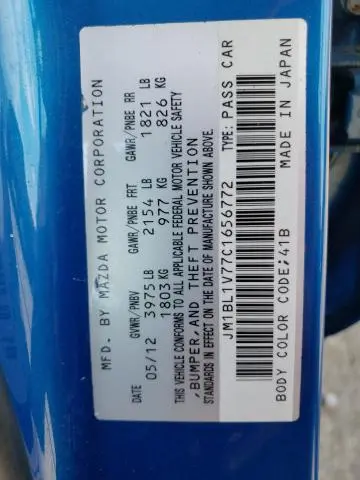 MFD. BY MAZDA MOTOR CORPORATION
GVWR/PNBV GAWR/PNBE FRT GAWR/PNBE RR
DATE
05/12 3975 LB 2154 LB 1821 LB
1803 KG 977 KG 826 KG
THIS VEHICLE CONFORMS TO ALL APPLICABLE FEDERAL MOTOR VEHICLE SAFETY
,BUMPER,AND THEFT PREVENTION
STANDARDS IN EFFECT ON THE DATE OF MANUFACTURE SHOWN ABOVE.
JM1BL1V77C1656772 TYPE: PASS CAR
BODY COLOR CODE:41B MADE IN JAPAN